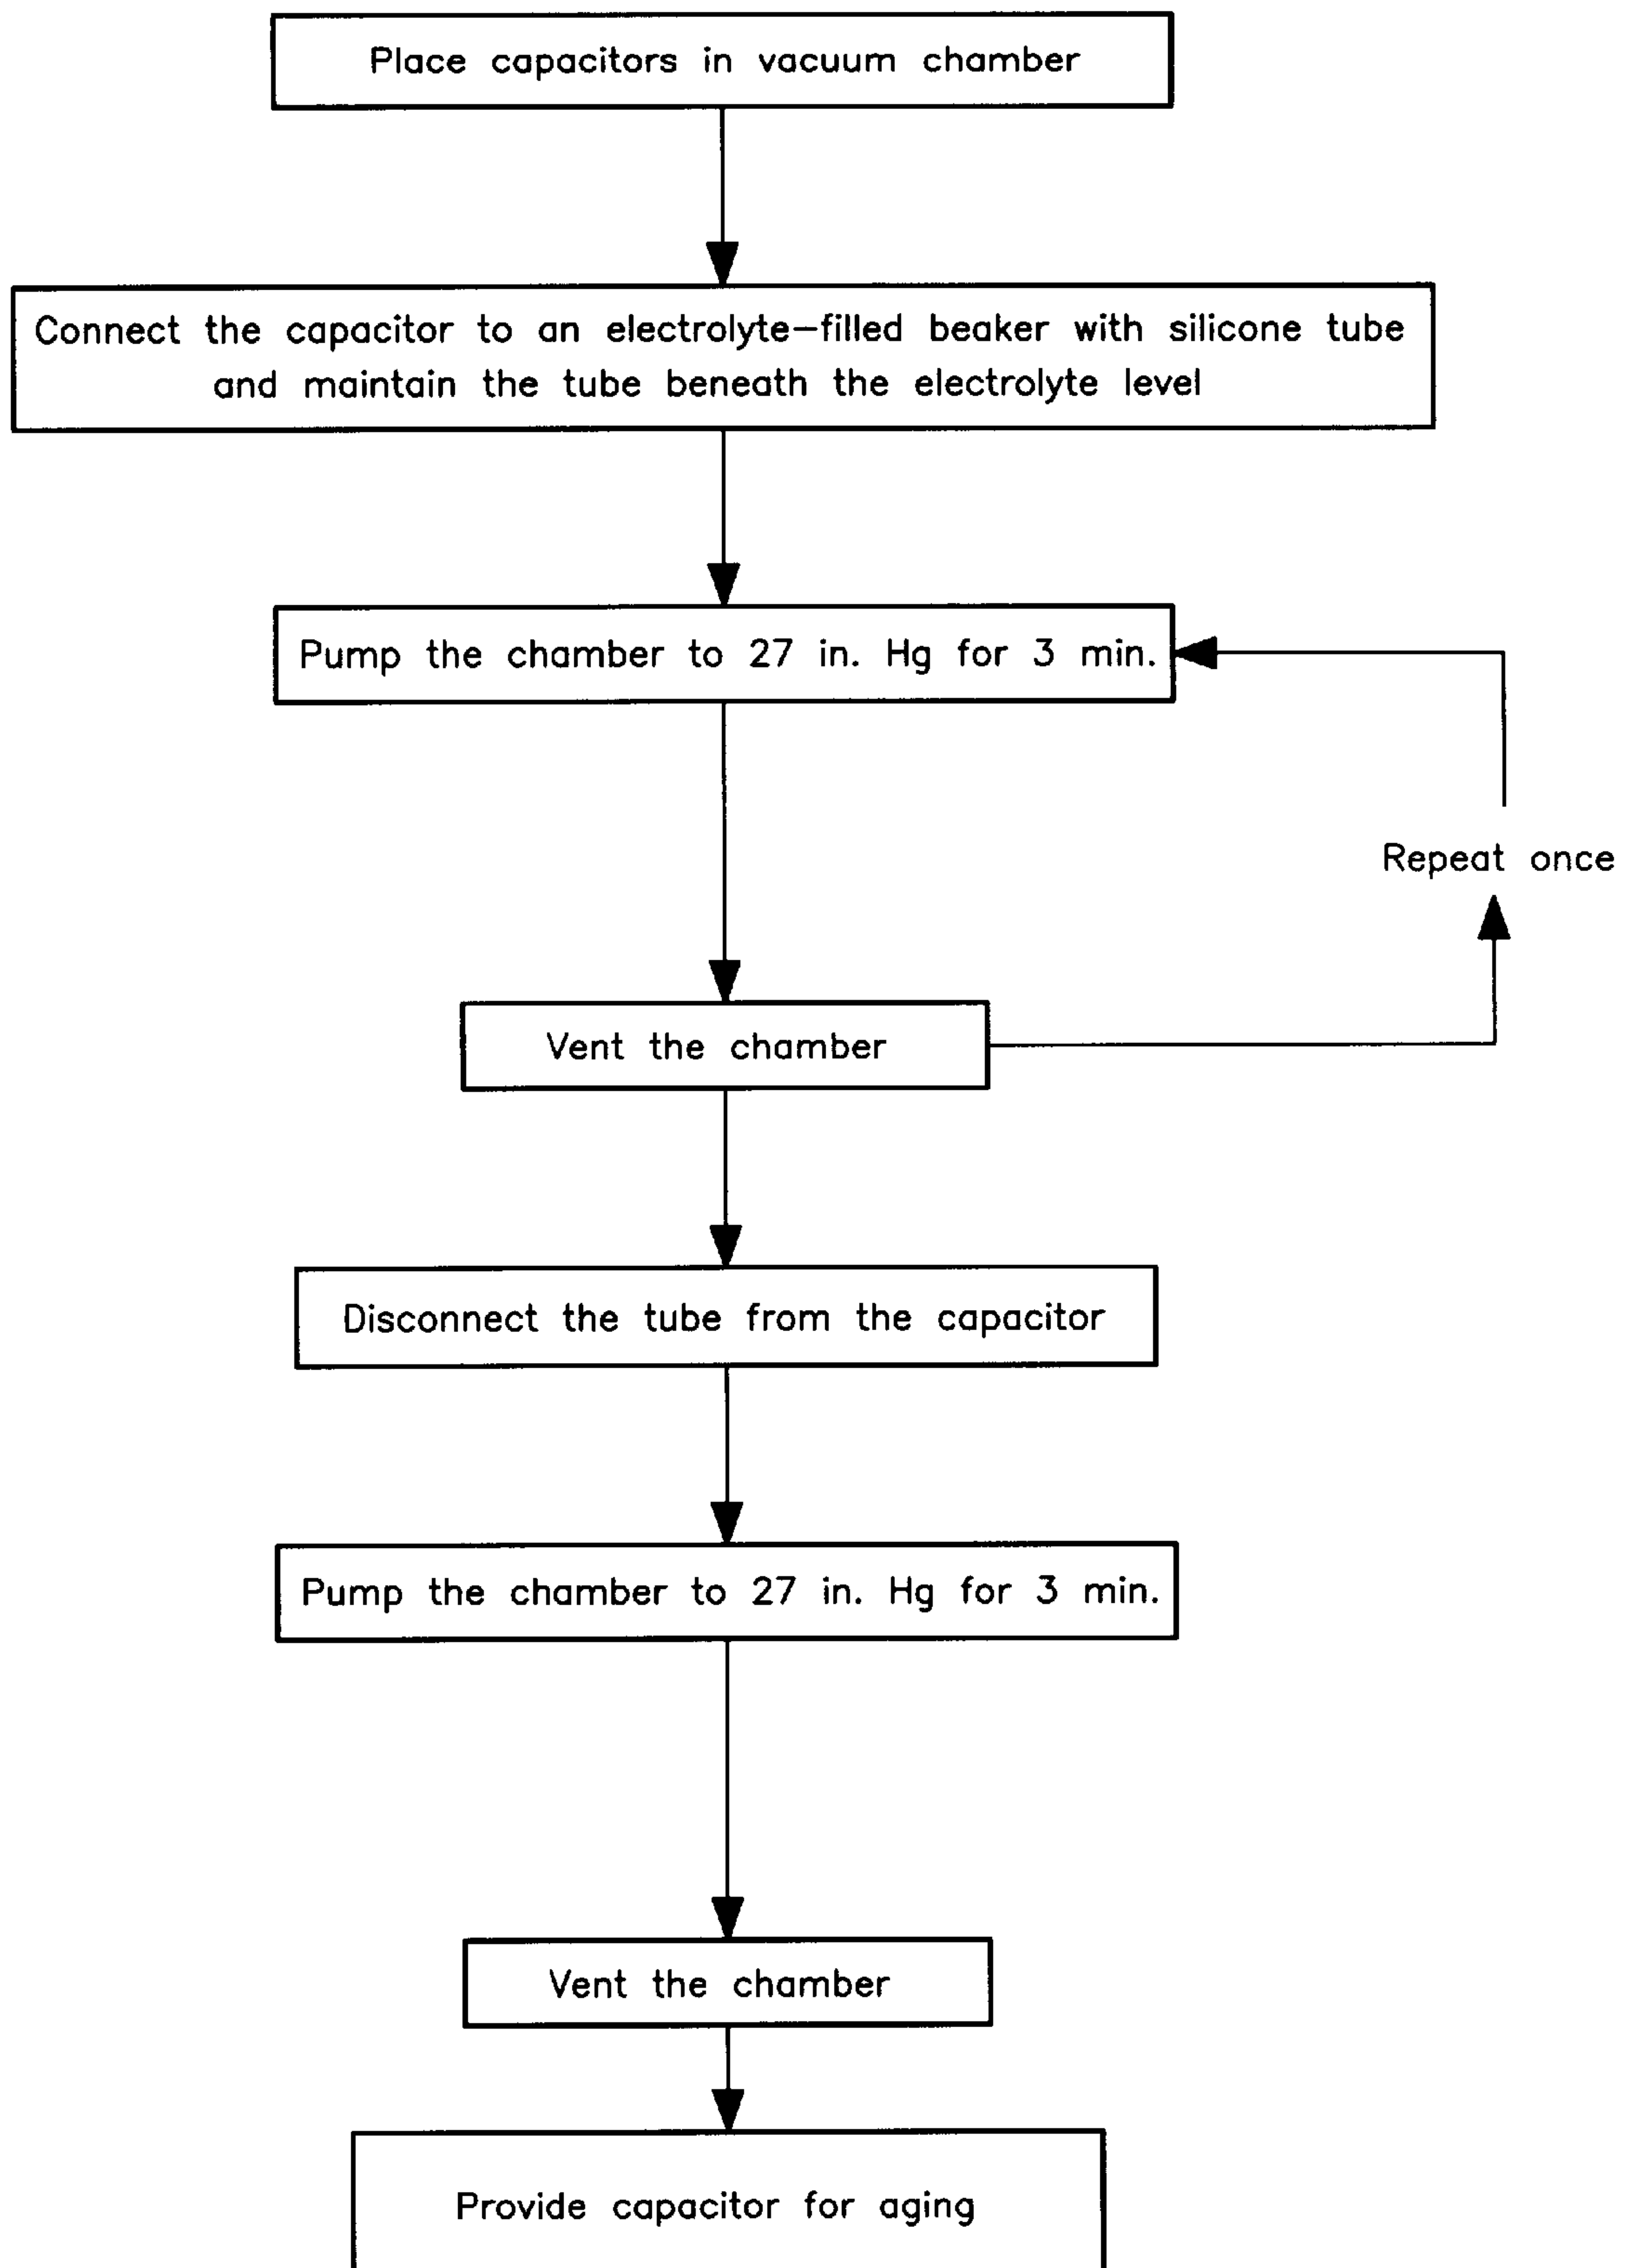 Place capacitors in vacuum chamber
Connect the capacitor to an electrolyte-filled beaker with silicone tube
and maintain the tube beneath the electrolyte level
Pump the chamber to 27 in. Hg for 3 min.
Repeat once
Vent the chamber
Disconnect the tube from the capacitor
Pump the chamber to 27 in. Hg for 3 min.
Vent the chamber
Provide capacitor for aging